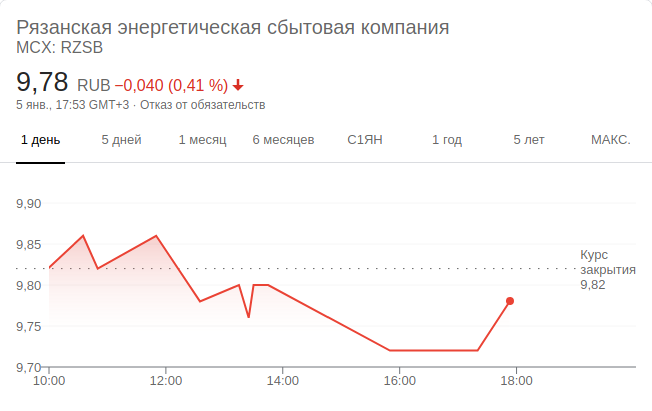 Рязанская энергетическая сбытовая компания
MCX: RZSB
9,78 RUB −0,040 (0,41 %)
5 янв., 17:53 GMT+3 · Отказ от обязательств
1 день 5 дней 1 месяц 6 месяцев С1ЯН 1 год 5 лет МАКС.
9,90
9,85
Курс
закрытия
9,82
9,80
9,75
9,70
10:00 12:00 14:00 16:00 18:00